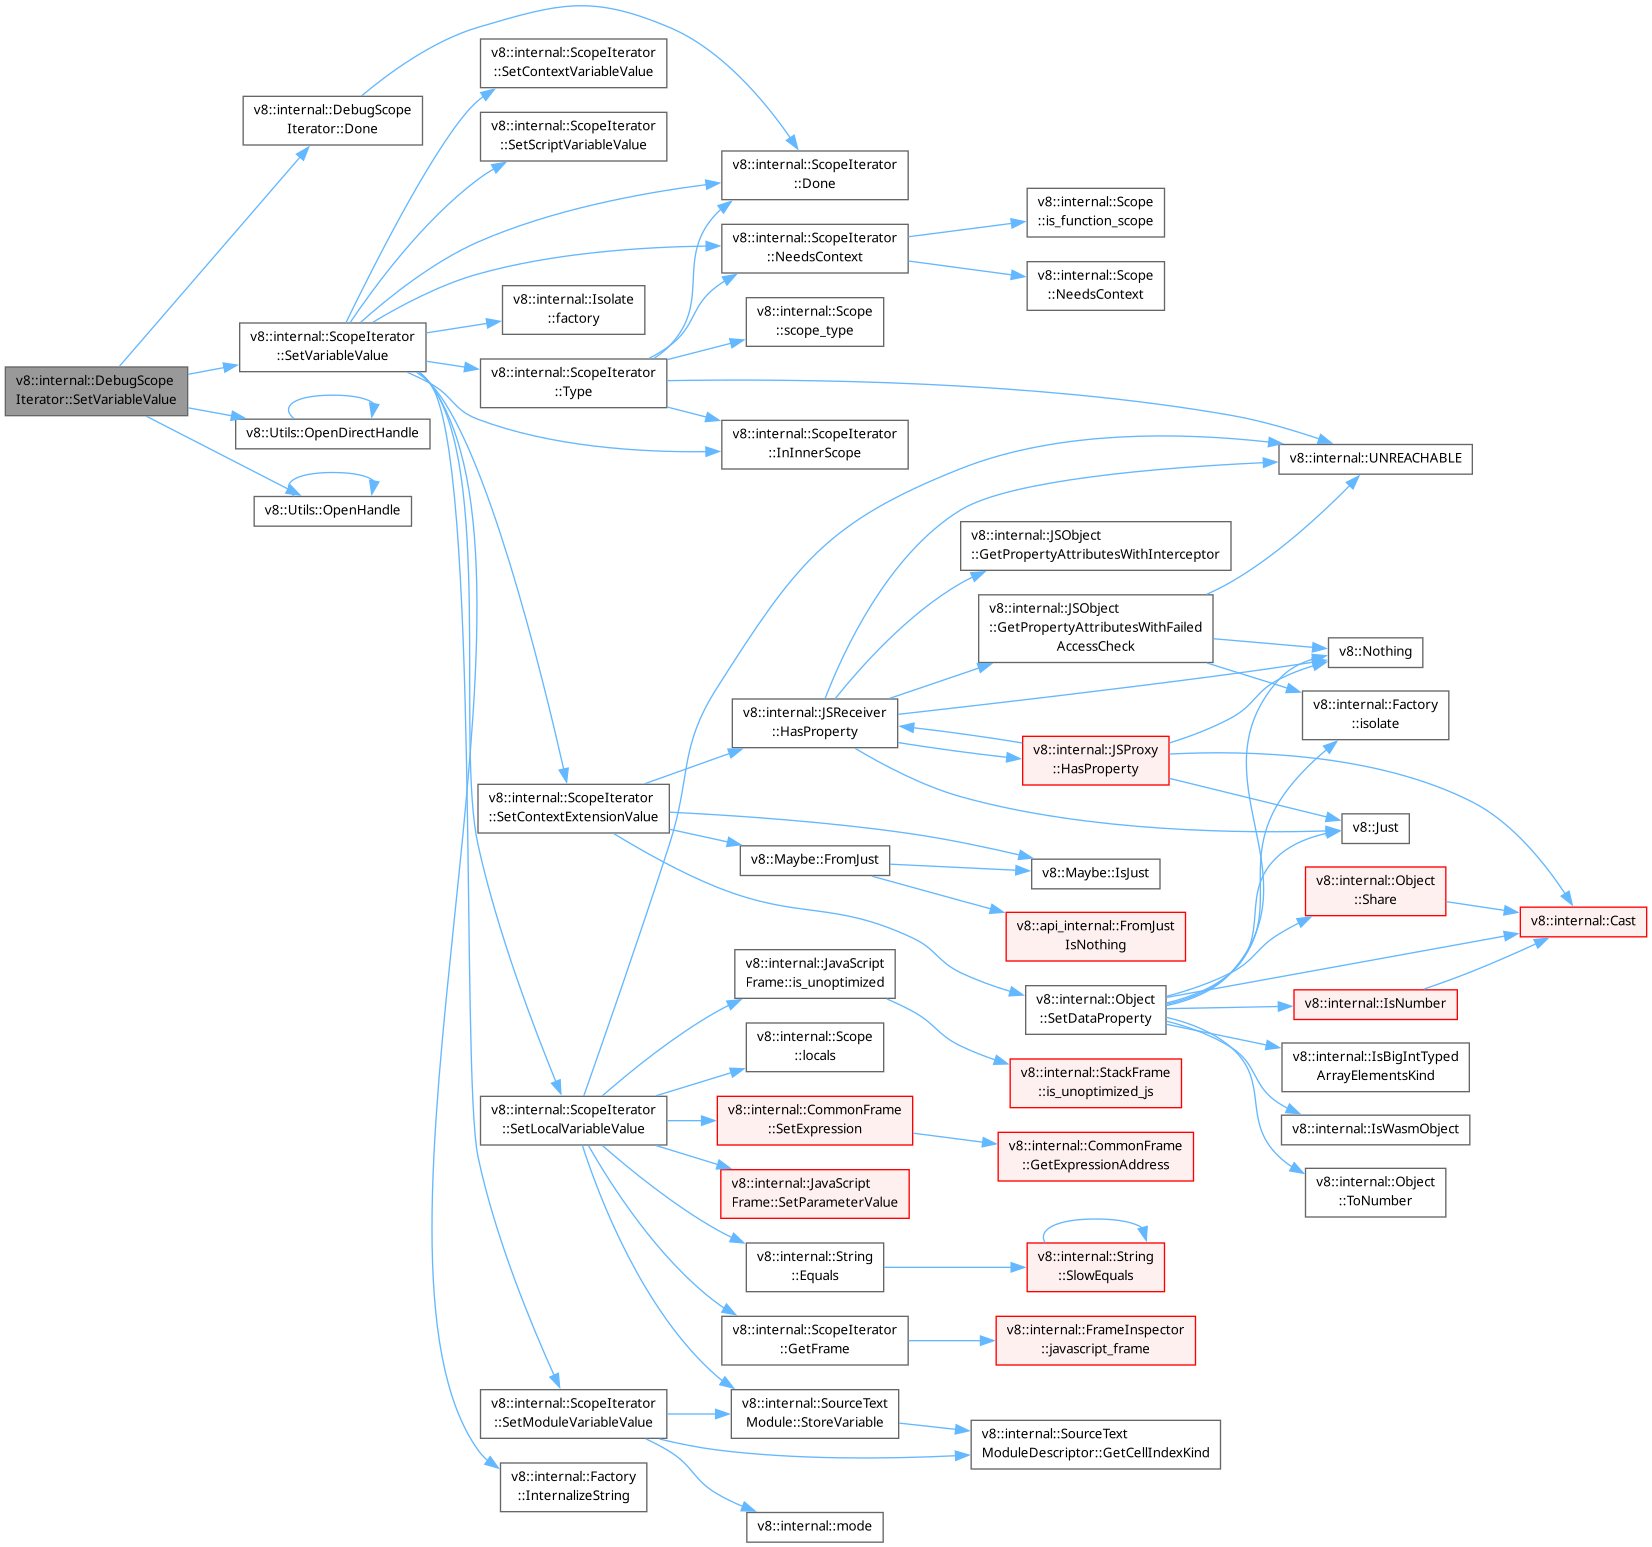 v8::internal::DebugScope
Iterator::SetVariableValue
v8::internal::DebugScope
Iterator::Done
v8::internal::ScopeIterator
::SetVariableValue
v8::Utils::OpenDirectHandle
v8::Utils::OpenHandle
v8::internal::ScopeIterator
::SetContextVariableValue
v8::internal::ScopeIterator
::SetScriptVariableValue
v8::internal::Isolate
::factory
v8::internal::ScopeIterator
::Type
v8::internal::ScopeIterator
::SetContextExtensionValue
v8::internal::ScopeIterator
::SetLocalVariableValue
v8::internal::ScopeIterator
::SetModuleVariableValue
v8::internal::Factory
::InternalizeString
v8::internal::ScopeIterator
::Done
v8::internal::ScopeIterator
::NeedsContext
v8::internal::Scope
::scope_type
v8::internal::ScopeIterator
::InInnerScope
v8::internal::JSReceiver
::HasProperty
v8::Maybe::FromJust
v8::internal::JavaScript
Frame::is_unoptimized
v8::internal::Scope
::locals
v8::internal::CommonFrame
::SetExpression
v8::internal::JavaScript
Frame::SetParameterValue
v8::internal::String
::Equals
v8::internal::ScopeIterator
::GetFrame
v8::internal::SourceText
Module::StoreVariable
v8::internal::mode
v8::internal::Scope
::is_function_scope
v8::internal::Scope
::NeedsContext
v8::internal::JSObject
::GetPropertyAttributesWithInterceptor
v8::internal::JSObject
::GetPropertyAttributesWithFailed
AccessCheck
v8::internal::JSProxy
::HasProperty
v8::Maybe::IsJust
v8::api_internal::FromJust
IsNothing
v8::internal::Object
::SetDataProperty
v8::internal::StackFrame
::is_unoptimized_js
v8::internal::CommonFrame
::GetExpressionAddress
v8::internal::String
::SlowEquals
v8::internal::FrameInspector
::javascript_frame
v8::internal::SourceText
ModuleDescriptor::GetCellIndexKind
v8::internal::UNREACHABLE
v8::Nothing
v8::internal::Factory
::isolate
v8::Just
v8::internal::Object
::Share
v8::internal::IsNumber
v8::internal::IsBigIntTyped
ArrayElementsKind
v8::internal::IsWasmObject
v8::internal::Object
::ToNumber
v8::internal::Cast